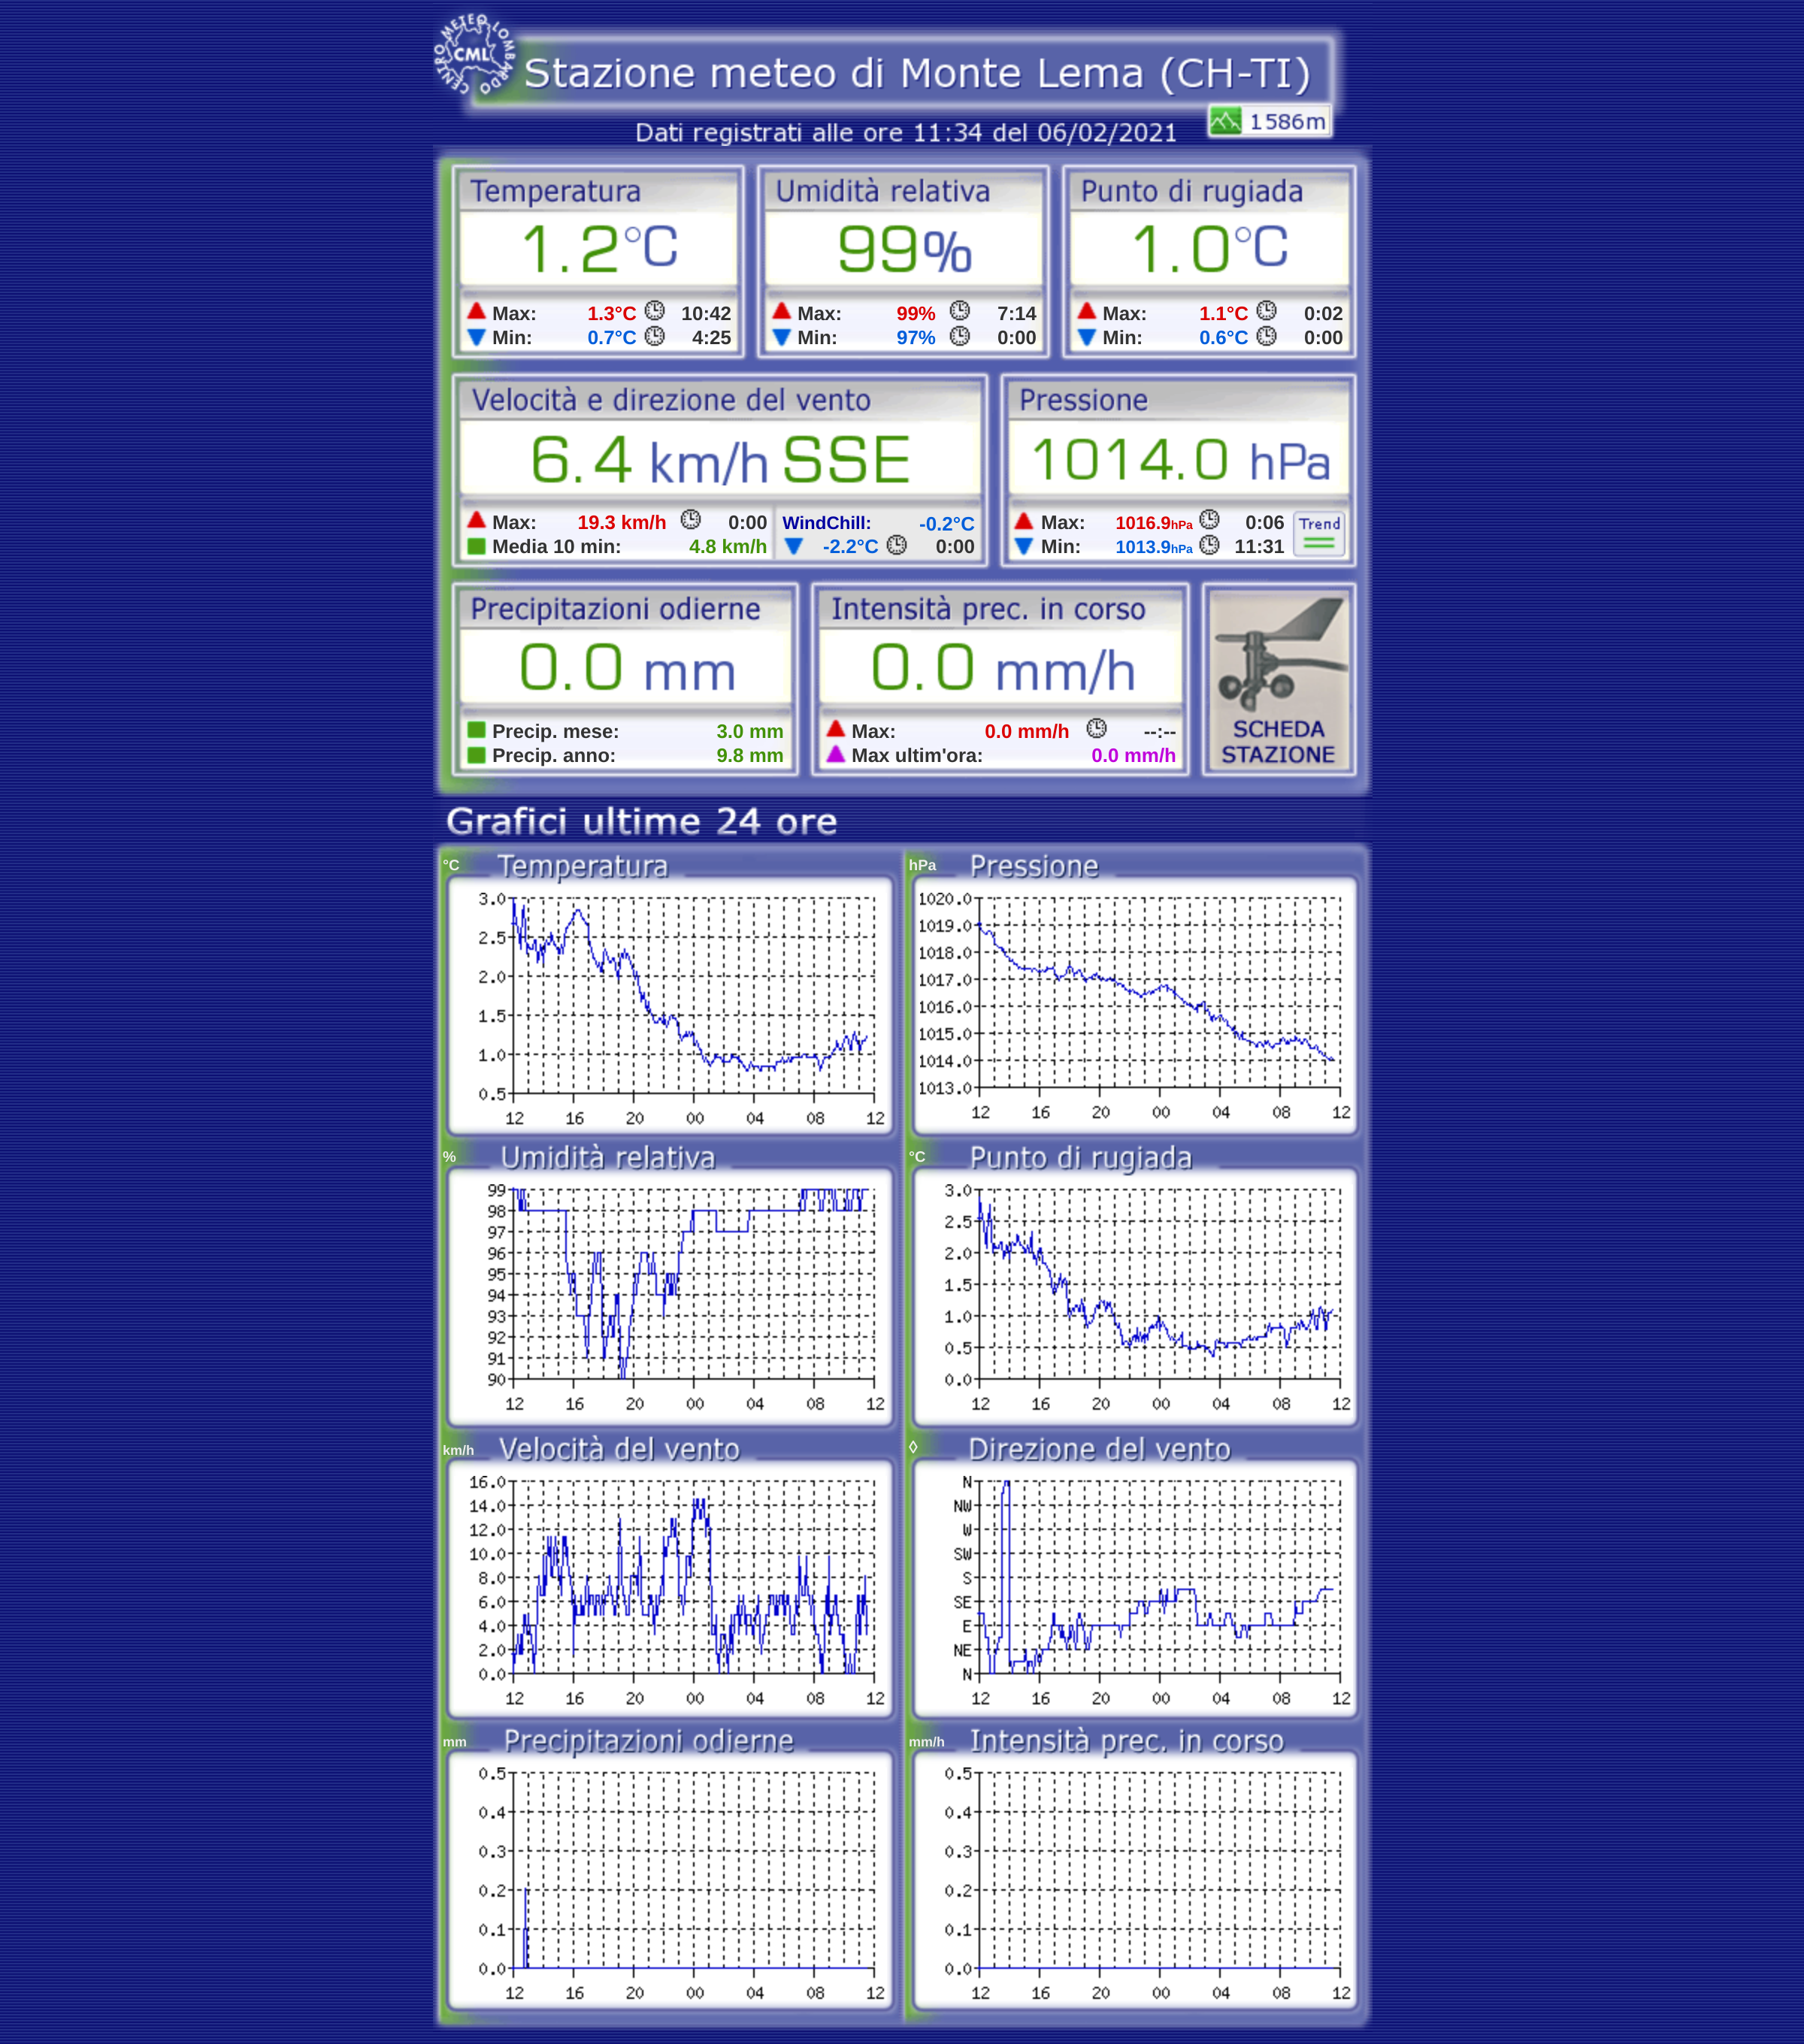 CENTRO METEO LOMBARDO
CML
Stazione meteo di Monte Lema (CH-TI)
1586m
Dati registrati alle ore 11:34 del 06/02/2021
Temperatura
1.2°C
Max: 1.3°C 10:42
Min: 0.7°C 4:25
Umidità relativa
99%
Max: 99% 7:14
Min: 97% 0:00
Punto di rugiada
1.0°C
Max: 1.1°C 0:02
Min: 0.6°C 0:00
Velocità e direzione del vento
6.4 km/h SSE
Max: 19.3 km/h 0:00
Media 10 min: 4.8 km/h
WindChill: -0.2°C
-2.2°C 0:00
Pressione
1014.0 hPa
Max: 1016.9hPa 0:06
Min: 1013.9hPa 11:31
Trend
Precipitazioni odierne
0.0 mm
Precip. mese: 3.0 mm
Precip. anno: 9.8 mm
Intensità prec. in corso
0.0 mm/h
Max: 0.0 mm/h --:--
Max ultim'ora: 0.0 mm/h
SCHEDA
STAZIONE
Grafici ultime 24 ore
°C Temperatura
3.0
2.5
2.0
1.5
1.0
0.5
12 16 20 00 04 08 12
hPa Pressione
1020.0
1019.0
1018.0
1017.0
1016.0
1015.0
1014.0
1013.0
12 16 20 00 04 08 12
% Umidità relativa
99
98
97
96
95
94
93
92
91
90
12 16 20 00 04 08 12
°C Punto di rugiada
3.0
2.5
2.0
1.5
1.0
0.5
0.0
12 16 20 00 04 08 12
km/h Velocità del vento
16.0
14.0
12.0
10.0
8.0
6.0
4.0
2.0
0.0
12 16 20 00 04 08 12
◊ Direzione del vento
N
NW
W
SW
S
SE
E
NE
N
12 16 20 00 04 08 12
mm Precipitazioni odierne
0.5
0.4
0.3
0.2
0.1
0.0
12 16 20 00 04 08 12
mm/h Intensità prec. in corso
0.5
0.4
0.3
0.2
0.1
0.0
12 16 20 00 04 08 12